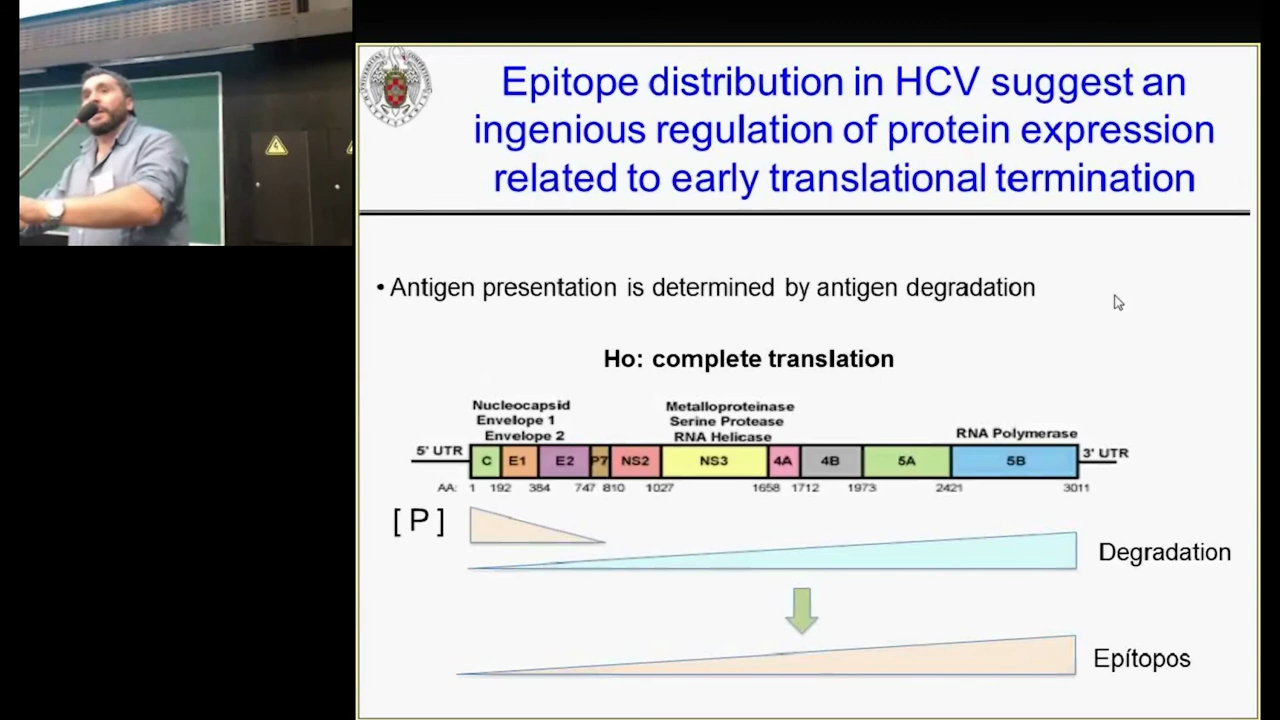 Epitope distribution in HCV suggest an
ingenious regulation of protein expression
related to early translational termination
• Antigen presentation is determined by antigen degradation
Ho: complete translation
Nucleocapsid
Envelope 1
Envelope 2
Metalloproteinase
Serine Protease
RNA Helicase
RNA Polymerase
5' UTR
C E1 E2 P7 NS2 NS3 4A 4B 5A 5B
3' UTR
AA: 1 192 384 747 810 1027 1658 1712 1973 2421 3011
[ P ]
Degradation
Epítopos